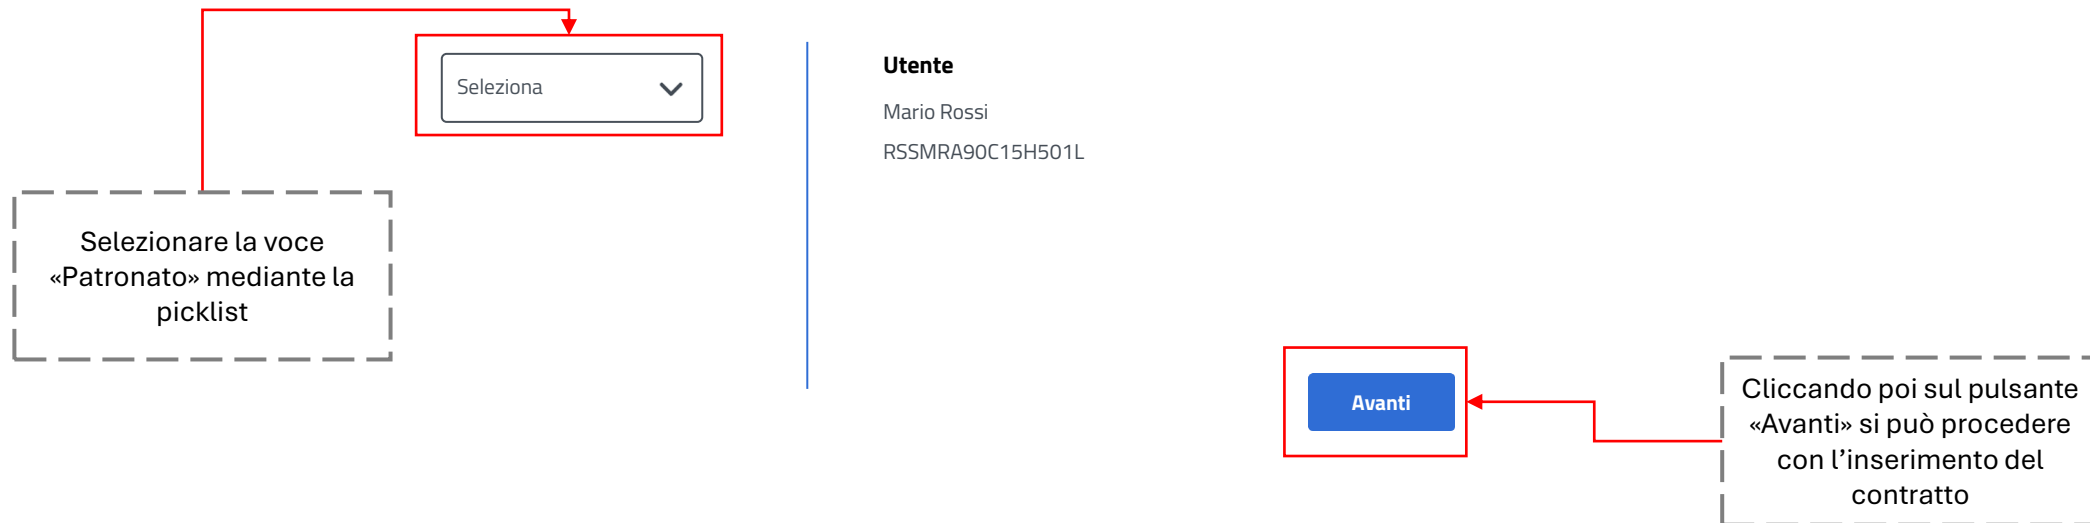 Seleziona
Utente
Mario Rossi
RSSMRA90C15H501L
Selezionare la voce
«Patronato» mediante la
picklist
Avanti
Cliccando poi sul pulsante
«Avanti» si può procedere
con l’inserimento del
contratto